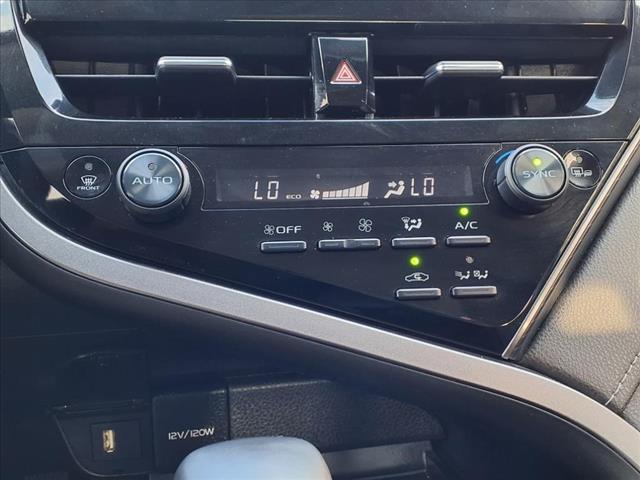 FRONT
AUTO
LO ECO LO
SYNC
OFF
A/C
12V/120W